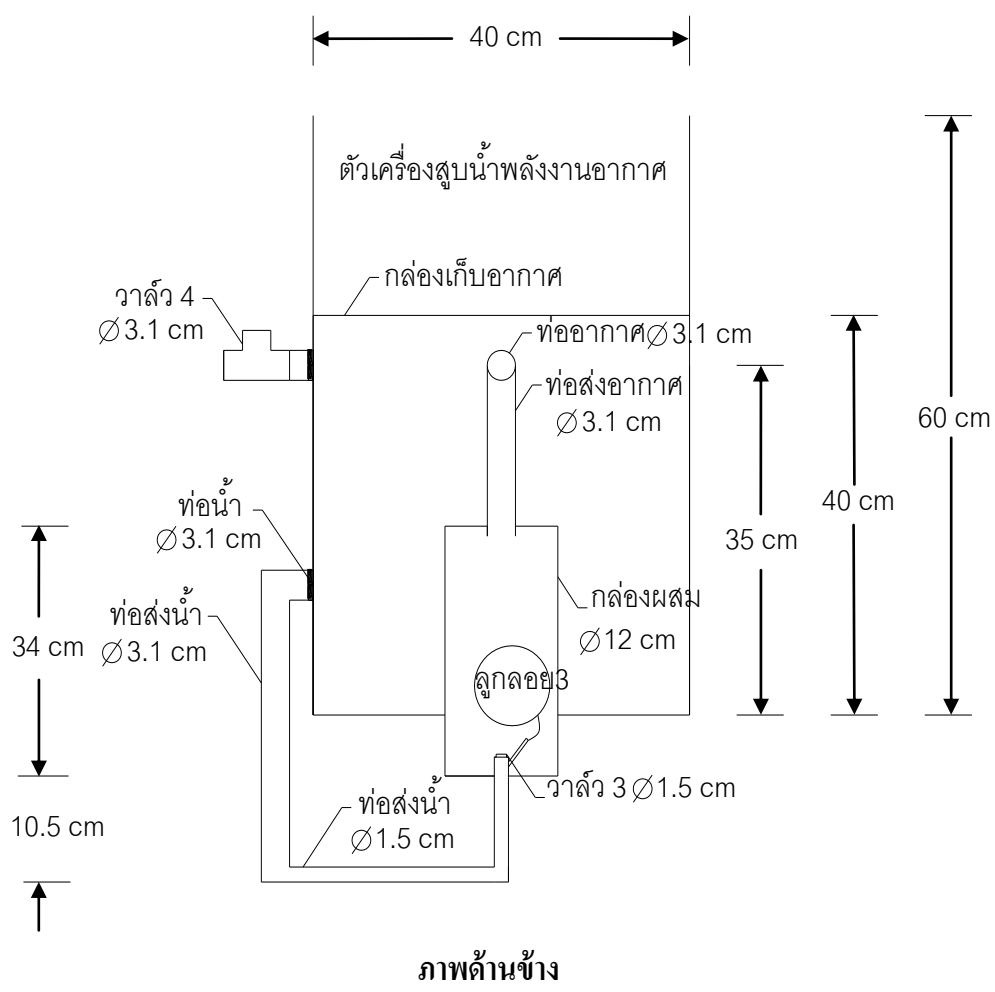 40 cm
ตัวเครื่องสูบน้ำพลังงานอากาศ
กล่องเก็บอากาศ
วาล์ว 4
∅ 3.1 cm
ท่ออากาศ ∅ 3.1 cm
ท่อส่งอากาศ
∅ 3.1 cm
60 cm
40 cm
35 cm
ท่อน้ำ
∅ 3.1 cm
กล่องผสม
∅ 12 cm
ท่อส่งน้ำ
∅ 3.1 cm
34 cm
ลูกลอย3
วาล์ว 3 ∅ 1.5 cm
ท่อส่งน้ำ
∅ 1.5 cm
10.5 cm
ภาพด้านข้าง